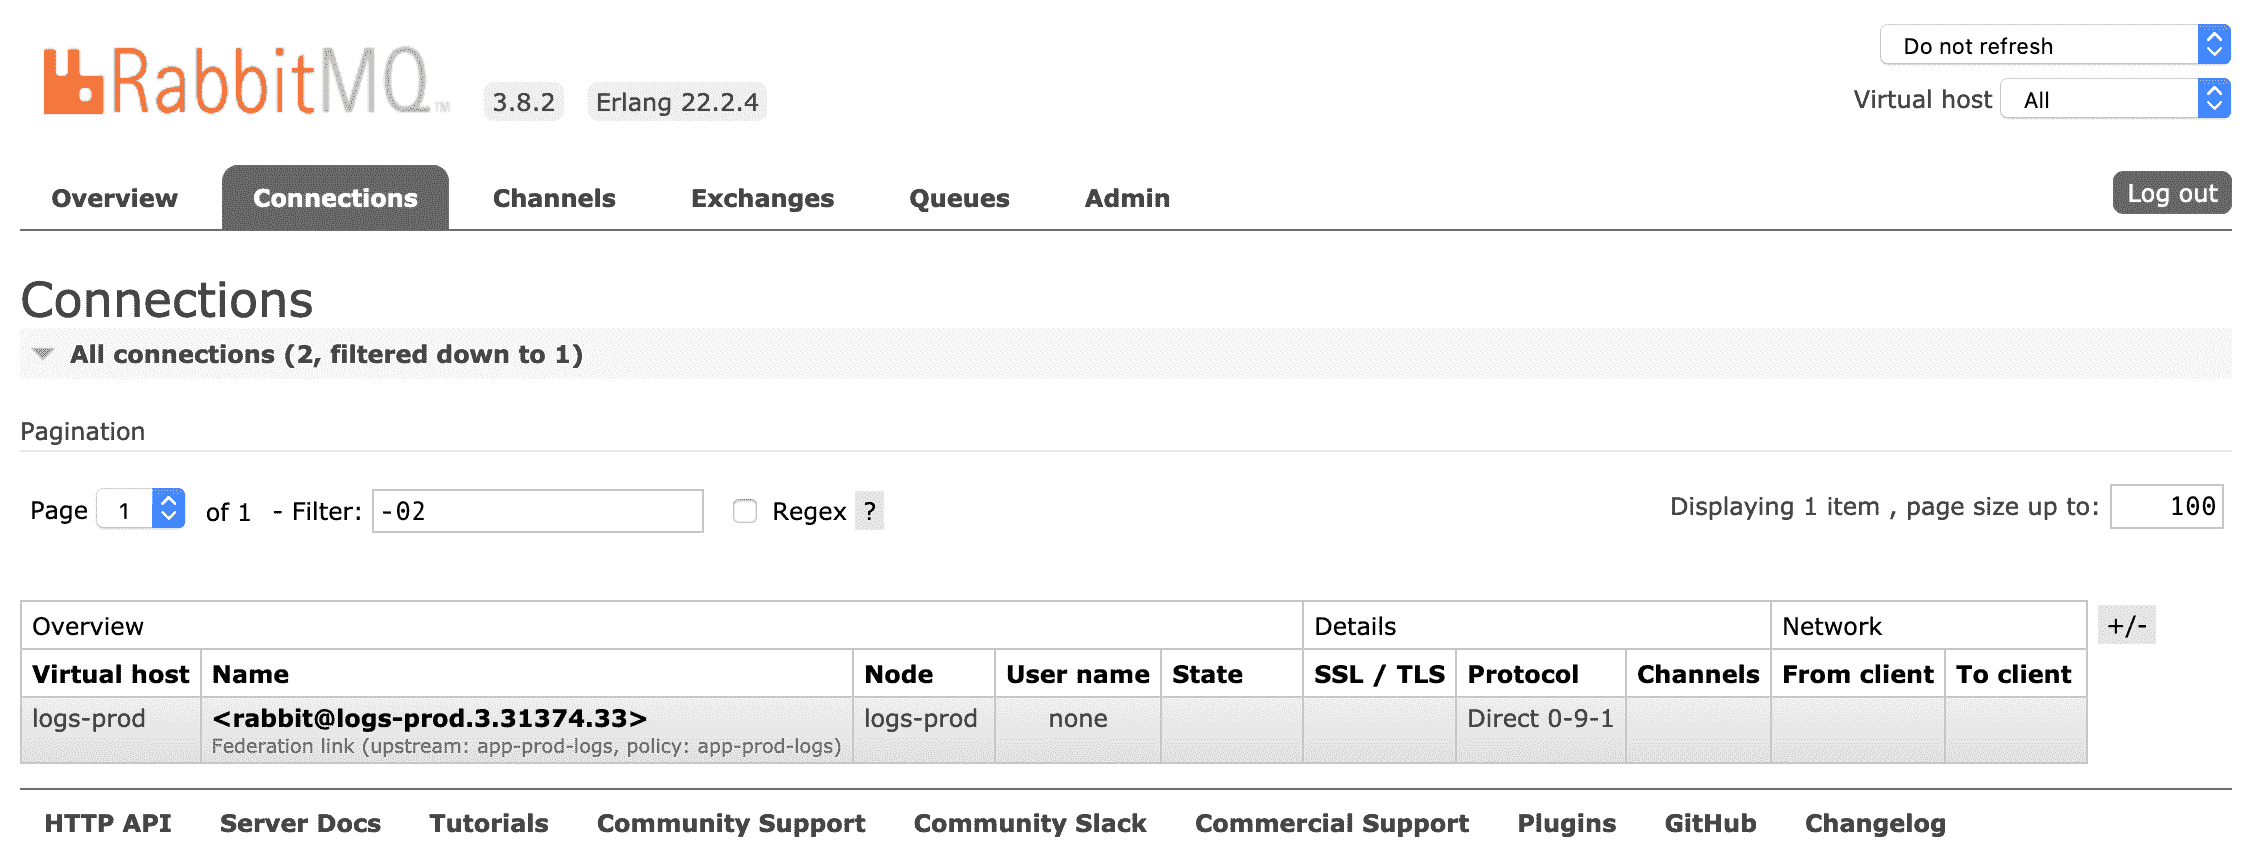 RabbitMQ TM 3.8.2 Erlang 22.2.4
Do not refresh
Virtual host All
Overview Connections Channels Exchanges Queues Admin Log out
Connections
All connections (2, filtered down to 1)
Pagination
Page 1 of 1 - Filter: -02 Regex ? Displaying 1 item , page size up to: 100
Overview Details Network +/-
Virtual host Name Node User name State SSL / TLS Protocol Channels From client To client
logs-prod <rabbit@logs-prod.3.31374.33> logs-prod none Direct 0-9-1
Federation link (upstream: app-prod-logs, policy: app-prod-logs)
HTTP API Server Docs Tutorials Community Support Community Slack Commercial Support Plugins GitHub Changelog